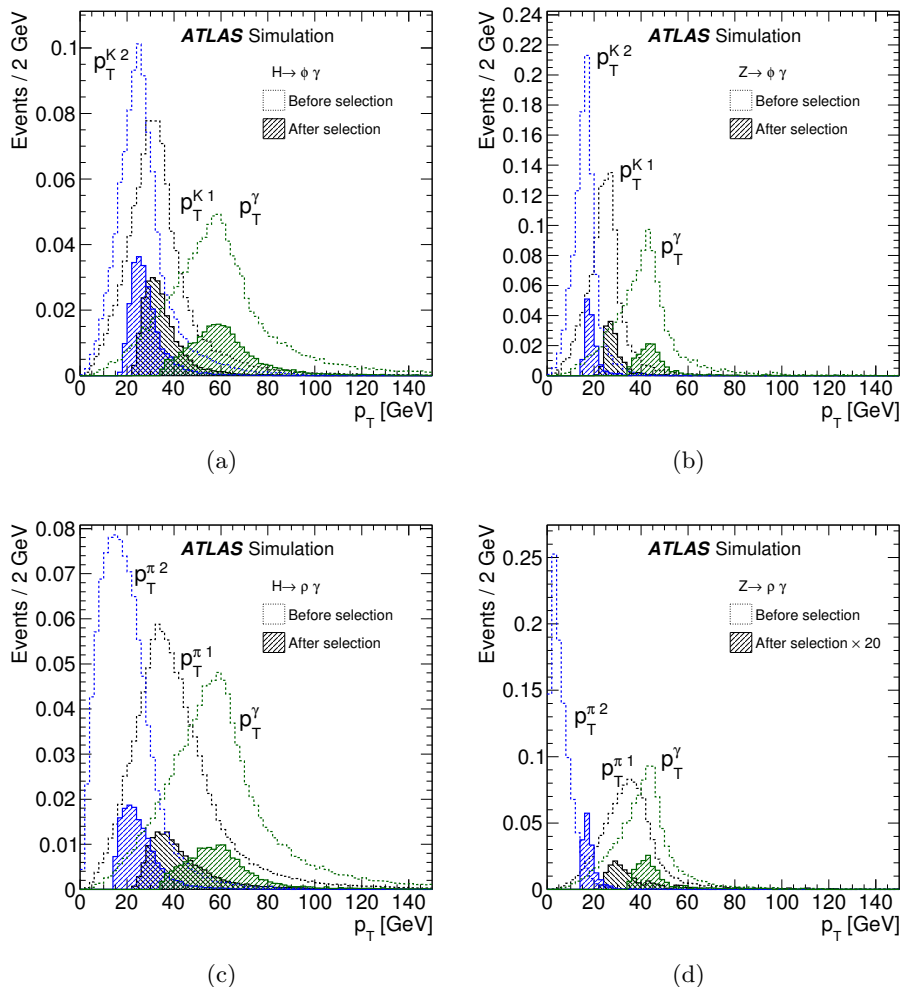 Events / 2 GeV
0.1
0.08
0.06
0.04
0.02
0
ATLAS Simulation
H→ φ γ
Before selection
After selection
p_T^{K 2}
p_T^{K 1}
p_T^γ
0 20 40 60 80 100 120 140
p_T [GeV]
(a)
Events / 2 GeV
0.24
0.22
0.2
0.18
0.16
0.14
0.12
0.1
0.08
0.06
0.04
0.02
0
ATLAS Simulation
Z→ φ γ
Before selection
After selection
p_T^{K 2}
p_T^{K 1}
p_T^γ
0 20 40 60 80 100 120 140
p_T [GeV]
(b)
Events / 2 GeV
0.08
0.07
0.06
0.05
0.04
0.03
0.02
0.01
0
ATLAS Simulation
H→ ρ γ
Before selection
After selection
p_T^{π 2}
p_T^{π 1}
p_T^γ
0 20 40 60 80 100 120 140
p_T [GeV]
(c)
Events / 2 GeV
0.25
0.2
0.15
0.1
0.05
0
ATLAS Simulation
Z→ ρ γ
Before selection
After selection × 20
p_T^{π 2}
p_T^{π 1}
p_T^γ
0 20 40 60 80 100 120 140
p_T [GeV]
(d)